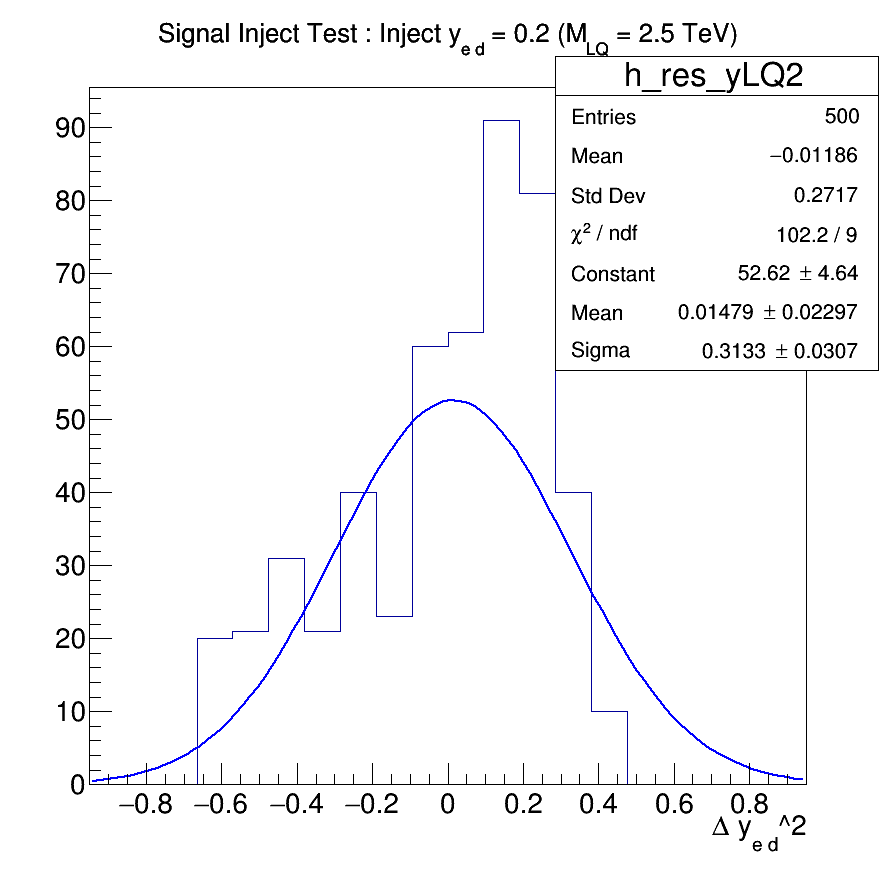 Signal Inject Test : Inject y_{e d} = 0.2 (M_{LQ} = 2.5 TeV)
h_res_yLQ2
Entries 500
Mean −0.01186
Std Dev 0.2717
χ² / ndf 102.2 / 9
Constant 52.62 ± 4.64
Mean 0.01479 ± 0.02297
Sigma 0.3133 ± 0.0307
90
80
70
60
50
40
30
20
10
0
−0.8 −0.6 −0.4 −0.2 0 0.2 0.4 0.6 0.8
Δ y_{e d}^2